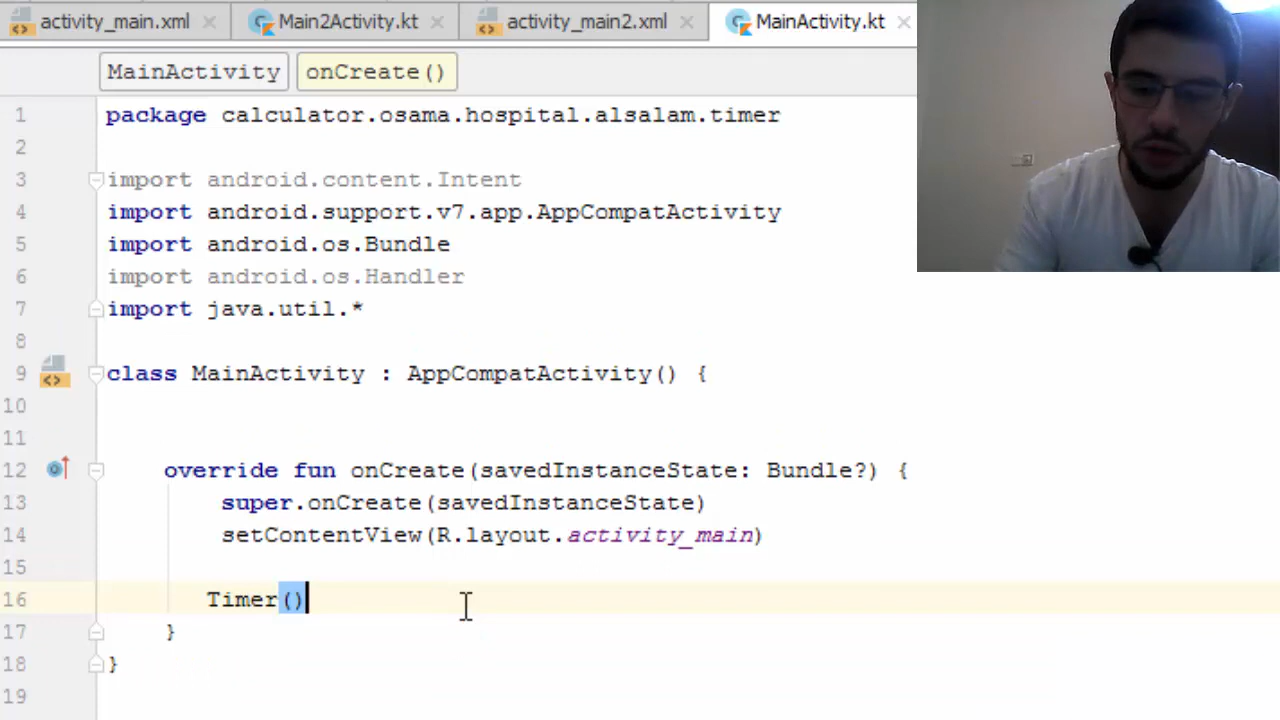 activity_main.xml Main2Activity.kt activity_main2.xml MainActivity.kt
MainActivity onCreate()
1 package calculator.osama.hospital.alsalam.timer
2
3 import android.content.Intent
4 import android.support.v7.app.AppCompatActivity
5 import android.os.Bundle
6 import android.os.Handler
7 import java.util.*
8
9 class MainActivity : AppCompatActivity() {
10
11
12 override fun onCreate(savedInstanceState: Bundle?) {
13 super.onCreate(savedInstanceState)
14 setContentView(R.layout.activity_main)
15
16 Timer()
17 }
18 }
19